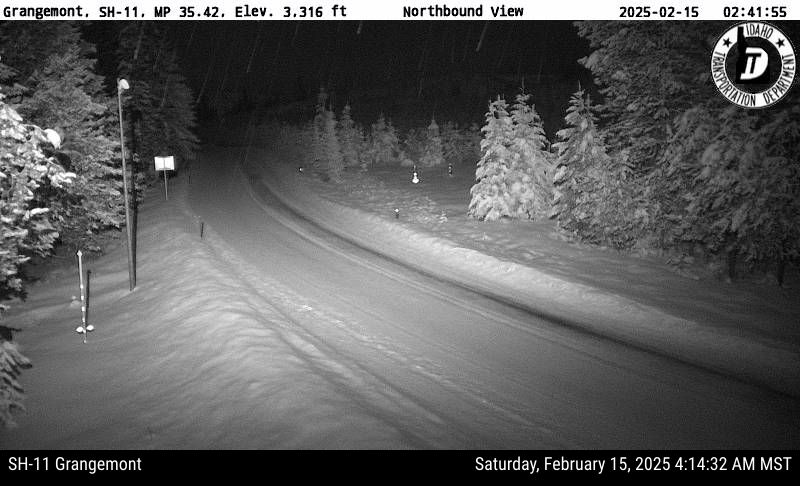 Grangemont, SH-11, MP 35.42, Elev. 3,316 ft Northbound View 2025-02-15 02:41:55
IDAHO
TRANSPORTATION DEPARTMENT
SH-11 Grangemont Saturday, February 15, 2025 4:14:32 AM MST